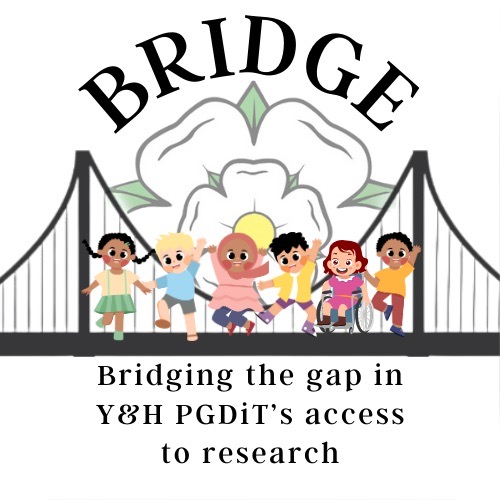 BRIDGE
Bridging the gap in
Y&H PGDiT's access
to research